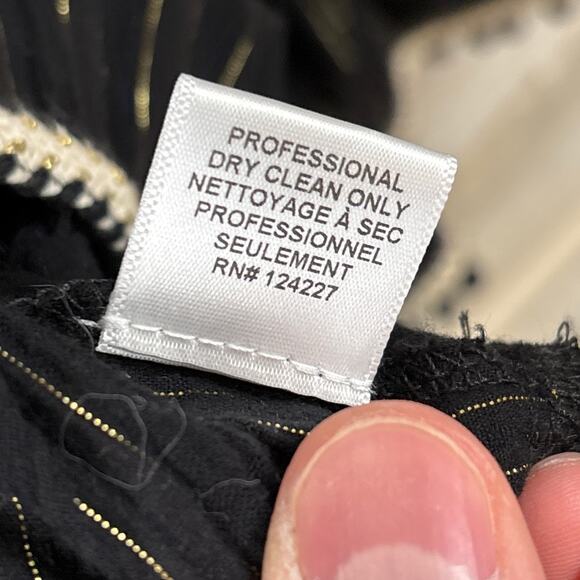 PROFESSIONAL
DRY CLEAN ONLY
NETTOYAGE À SEC
PROFESSIONNEL
SEULEMENT
RN# 124227